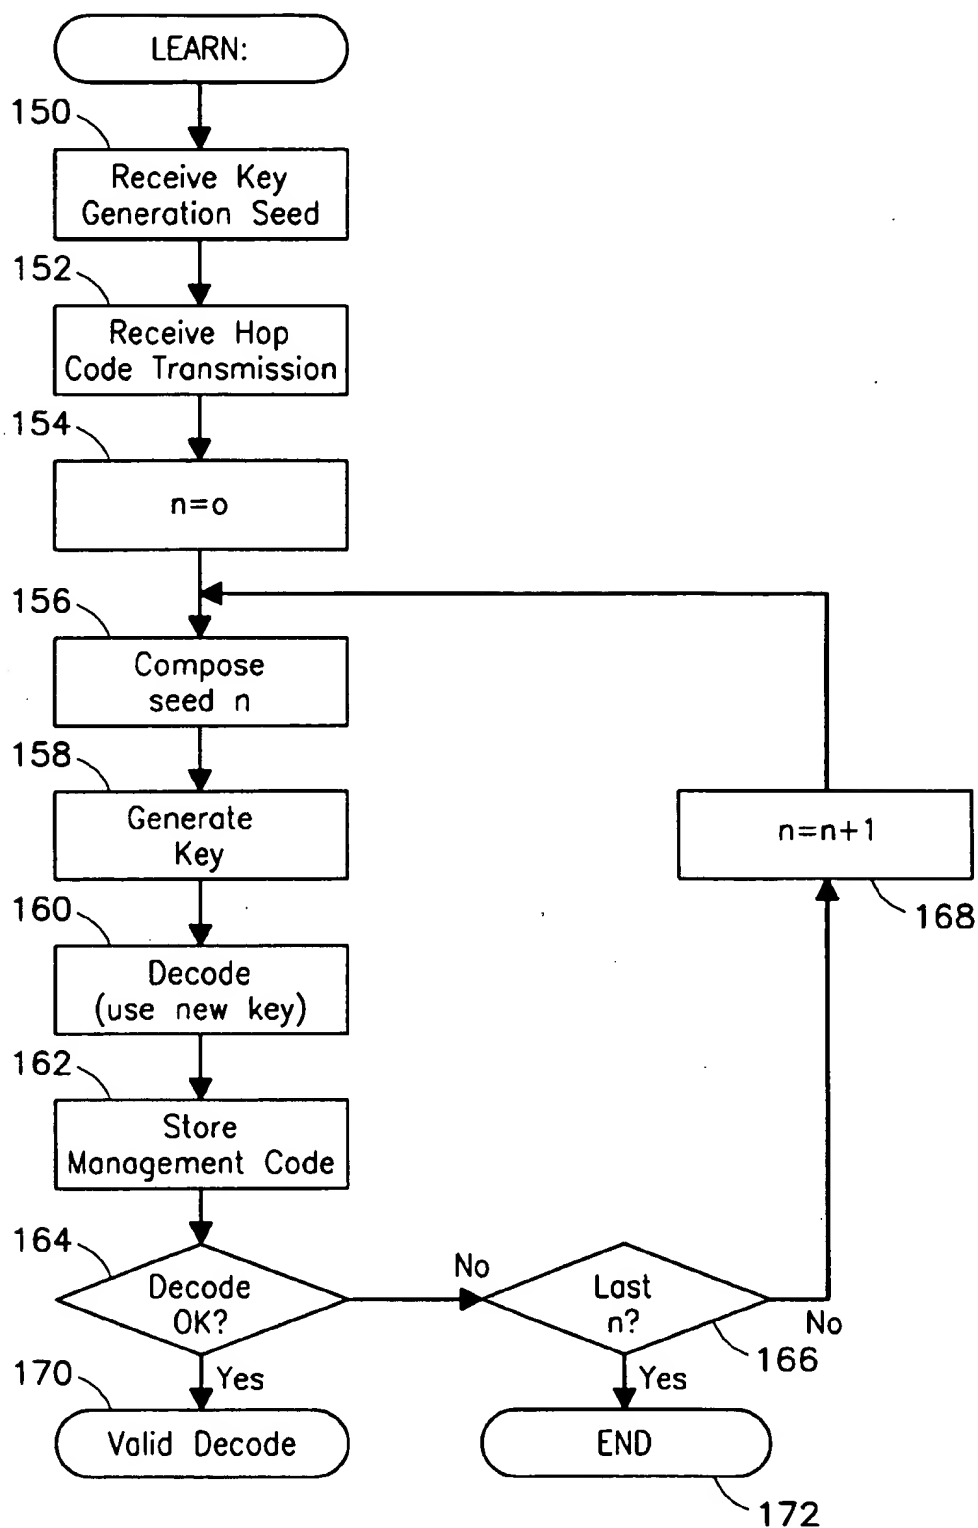 LEARN:
150
Receive Key
Generation Seed
152
Receive Hop
Code Transmission
154
n=o
156
Compose
seed n
158
Generate
Key
n=n+1
168
160
Decode
(use new key)
162
Store
Management Code
164
Decode
OK?
No
Last
n?
No
166
170
Yes
Yes
Valid Decode
END
172